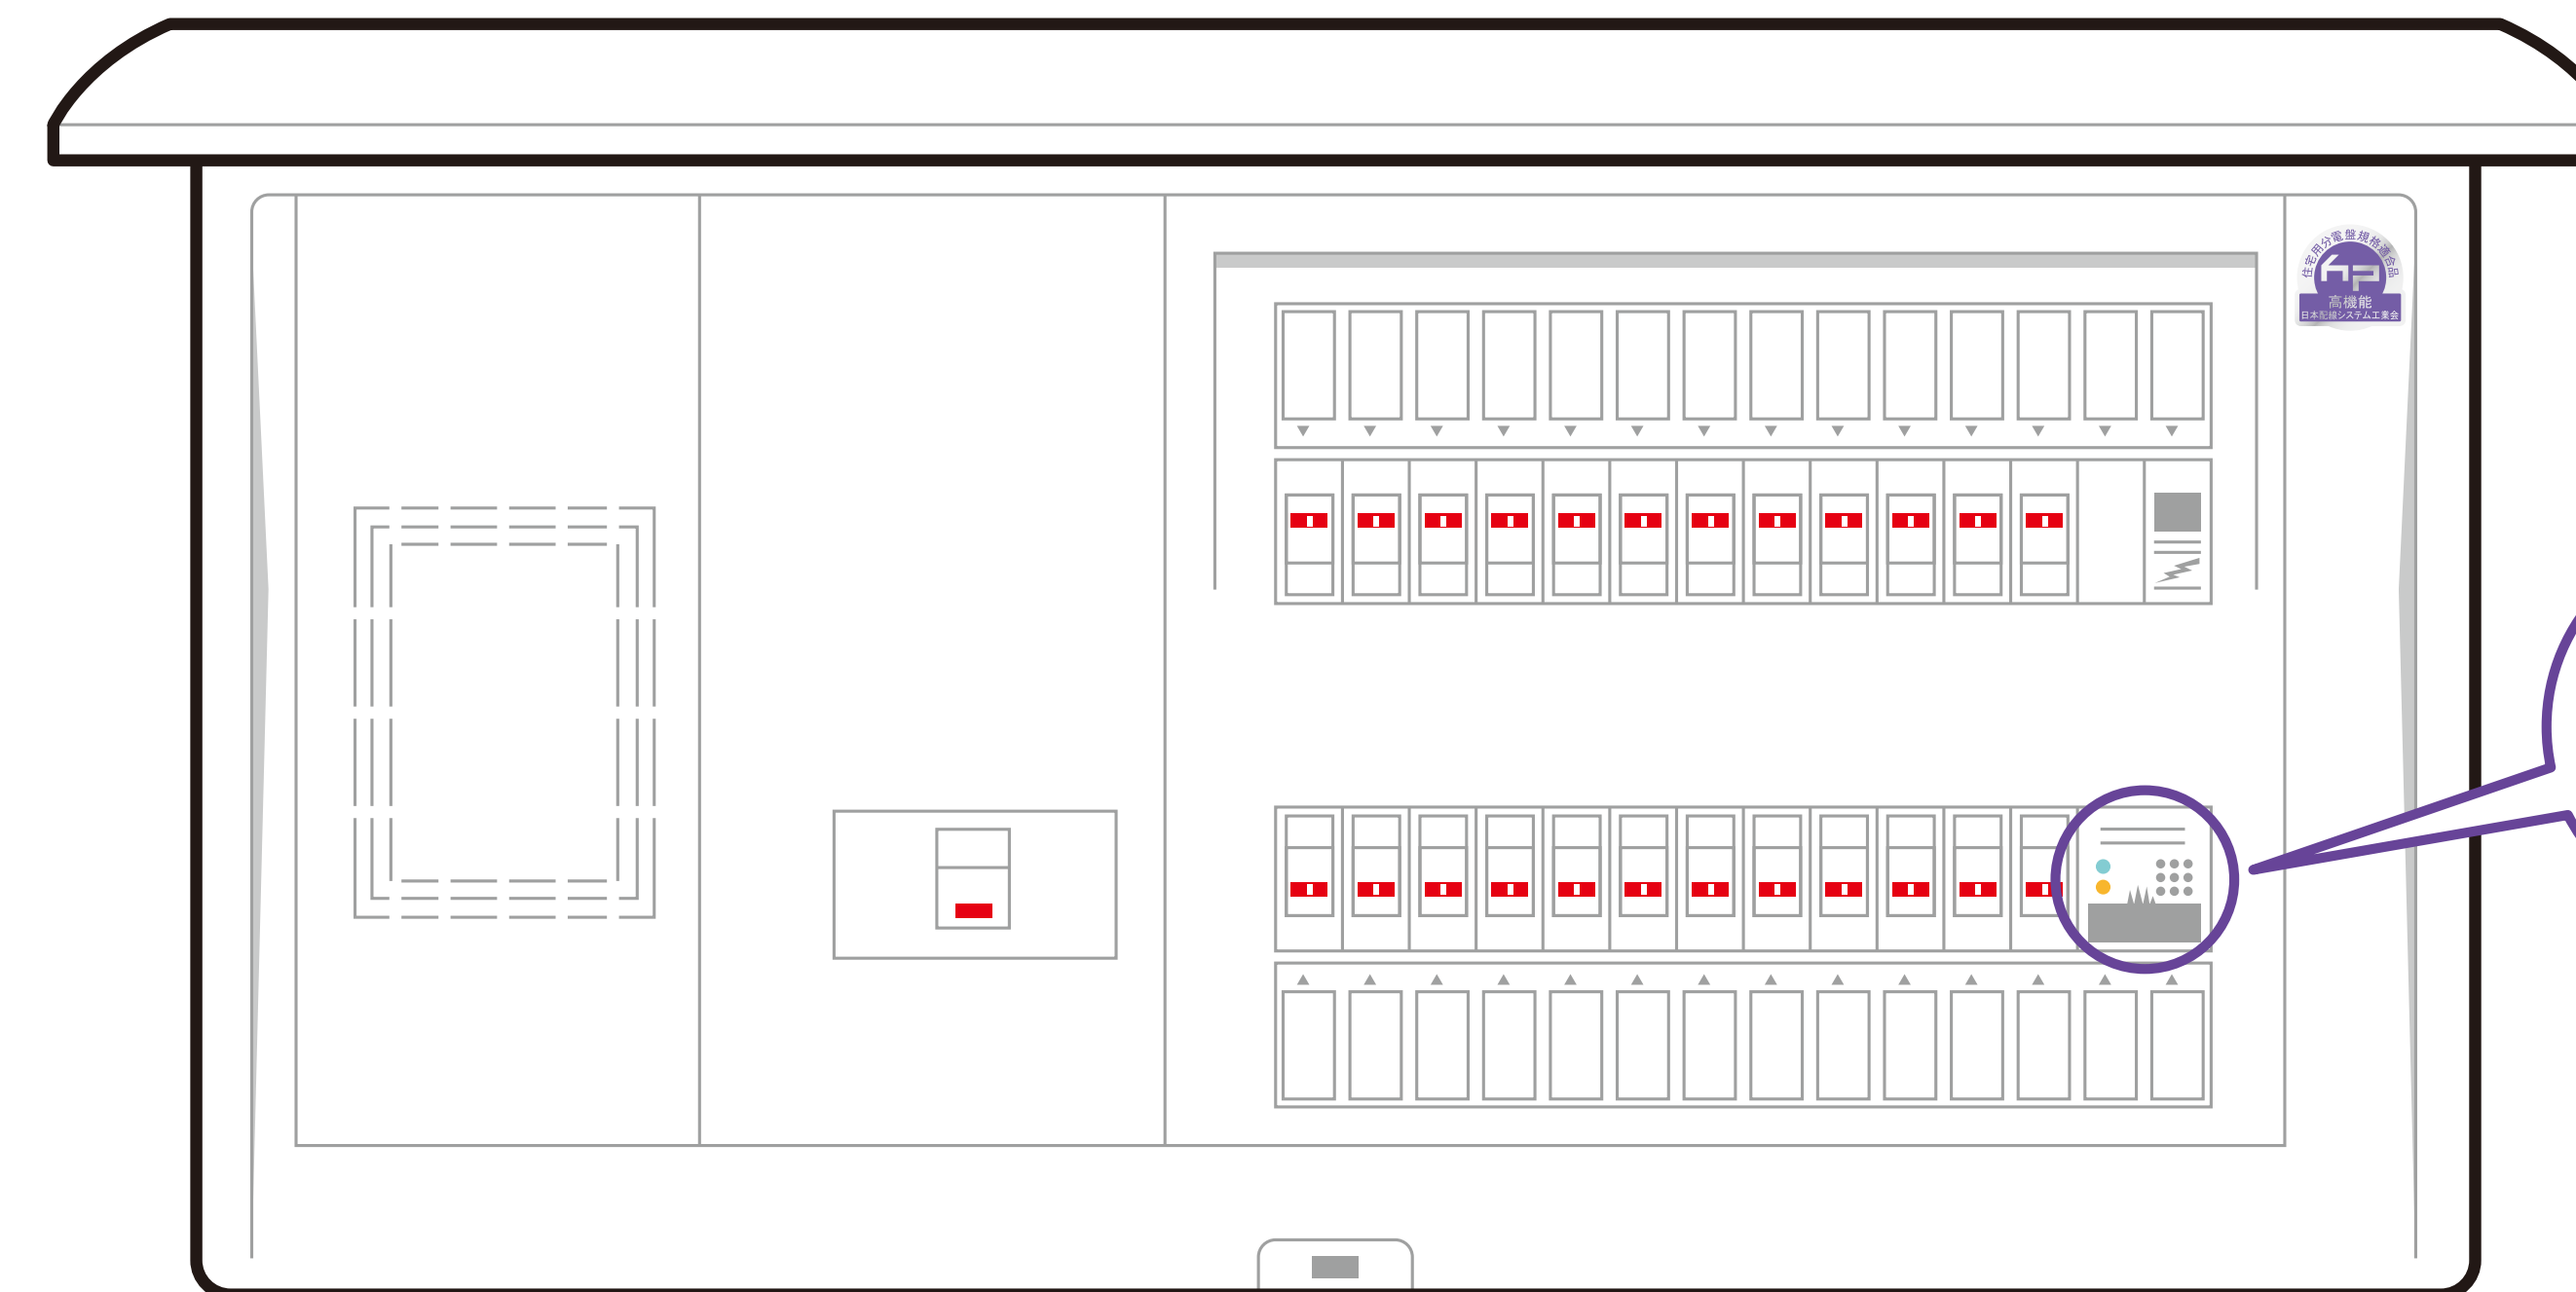 住宅用分電盤規格適合品
高機能
日本配線システム工業会